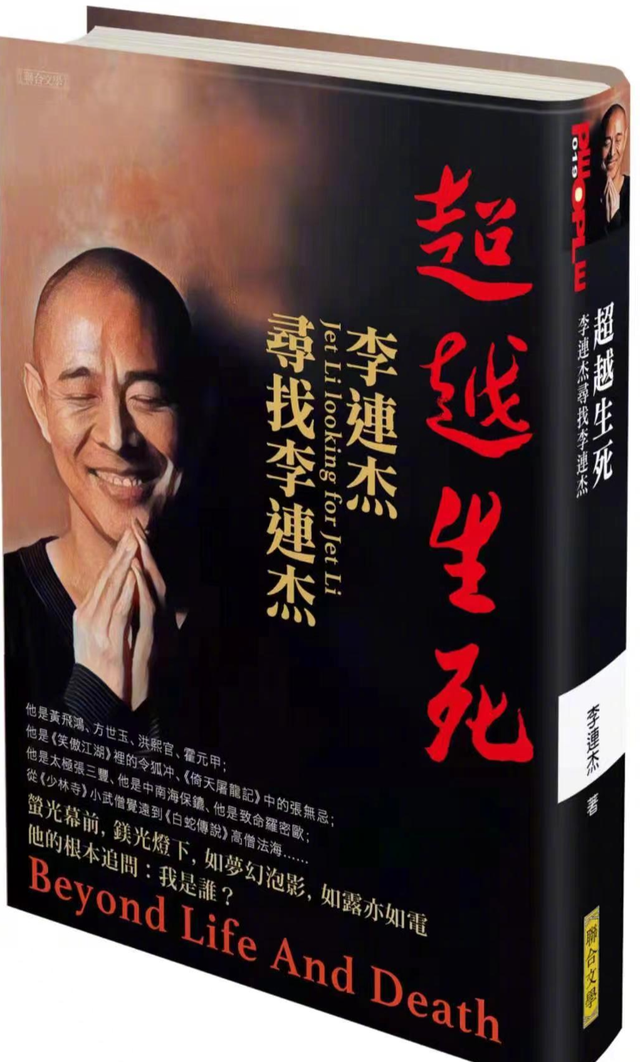 聯合文學
超越生死
李連杰
Jet Li looking for Jet Li
尋找李連杰
他是黃飛鴻、方世玉、洪熙官、霍元甲；
他是《笑傲江湖》裡的令狐冲、《倚天屠龍記》中的張無忌；
他是太極張三豐、他是中南海保鑣、他是致命羅密歐；
從《少林寺》小武僧覺遠到《白蛇傳說》高僧法海……
螢光幕前，鎂光燈下，如夢幻泡影，如露亦如電
他的根本追問：我是誰？
Beyond Life And Death
PEOPLE
019
超越生死
李連杰尋找李連杰
李連杰 著
聯合文學